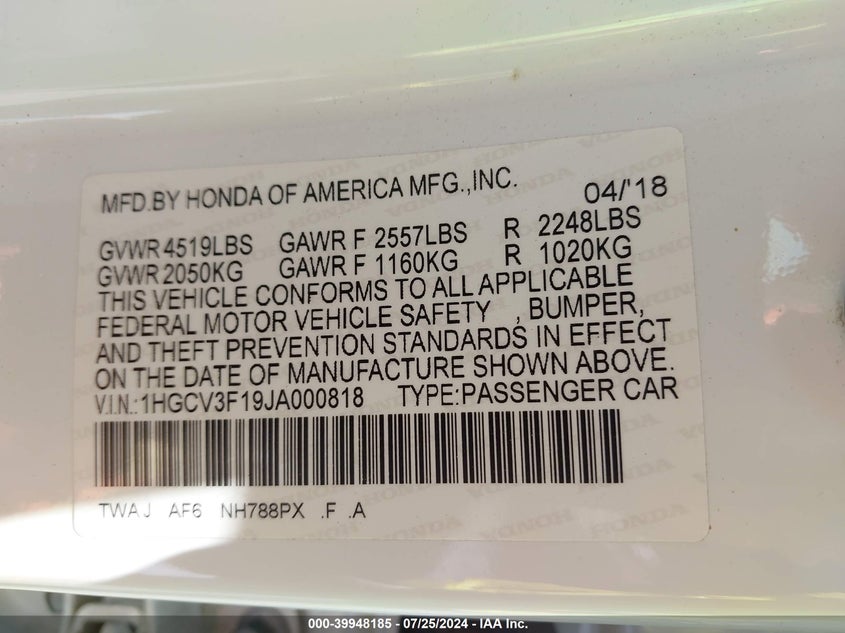 MFD.BY HONDA OF AMERICA MFG.,INC. 04/'18
GVWR 4519LBS GAWR F 2557LBS R 2248LBS
GVWR 2050KG GAWR F 1160KG R 1020KG
THIS VEHICLE CONFORMS TO ALL APPLICABLE
FEDERAL MOTOR VEHICLE SAFETY , BUMPER,
AND THEFT PREVENTION STANDARDS IN EFFECT
ON THE DATE OF MANUFACTURE SHOWN ABOVE.
V.I.N.:1HGCV3F19JA000818 TYPE:PASSENGER CAR
TWAJ AF6 NH788PX .F .A
000-39948185 - 07/25/2024 - IAA Inc.